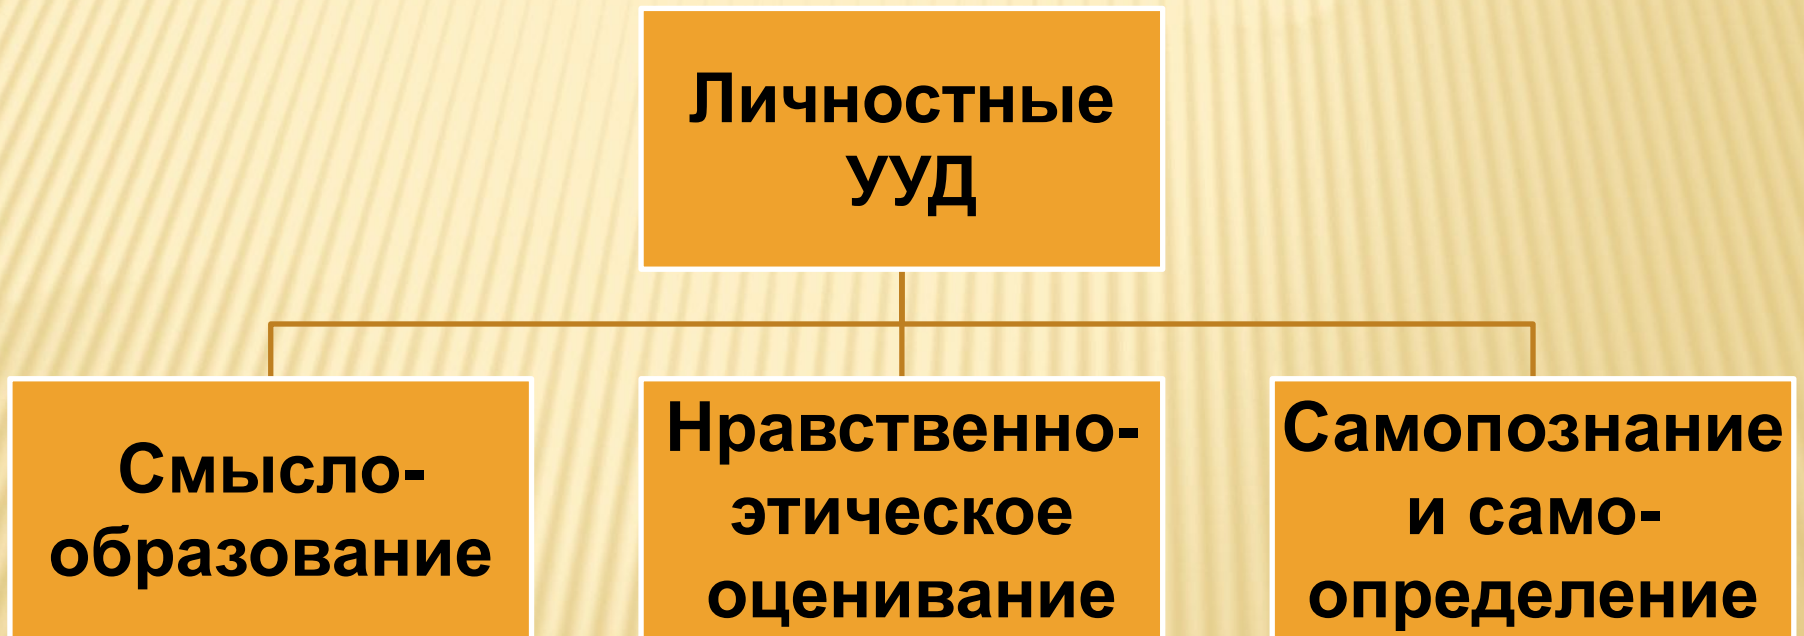 Личностные
УУД
Смысло-
образование
Нравственно-
этическое
оценивание
Самопознание
и само-
определение